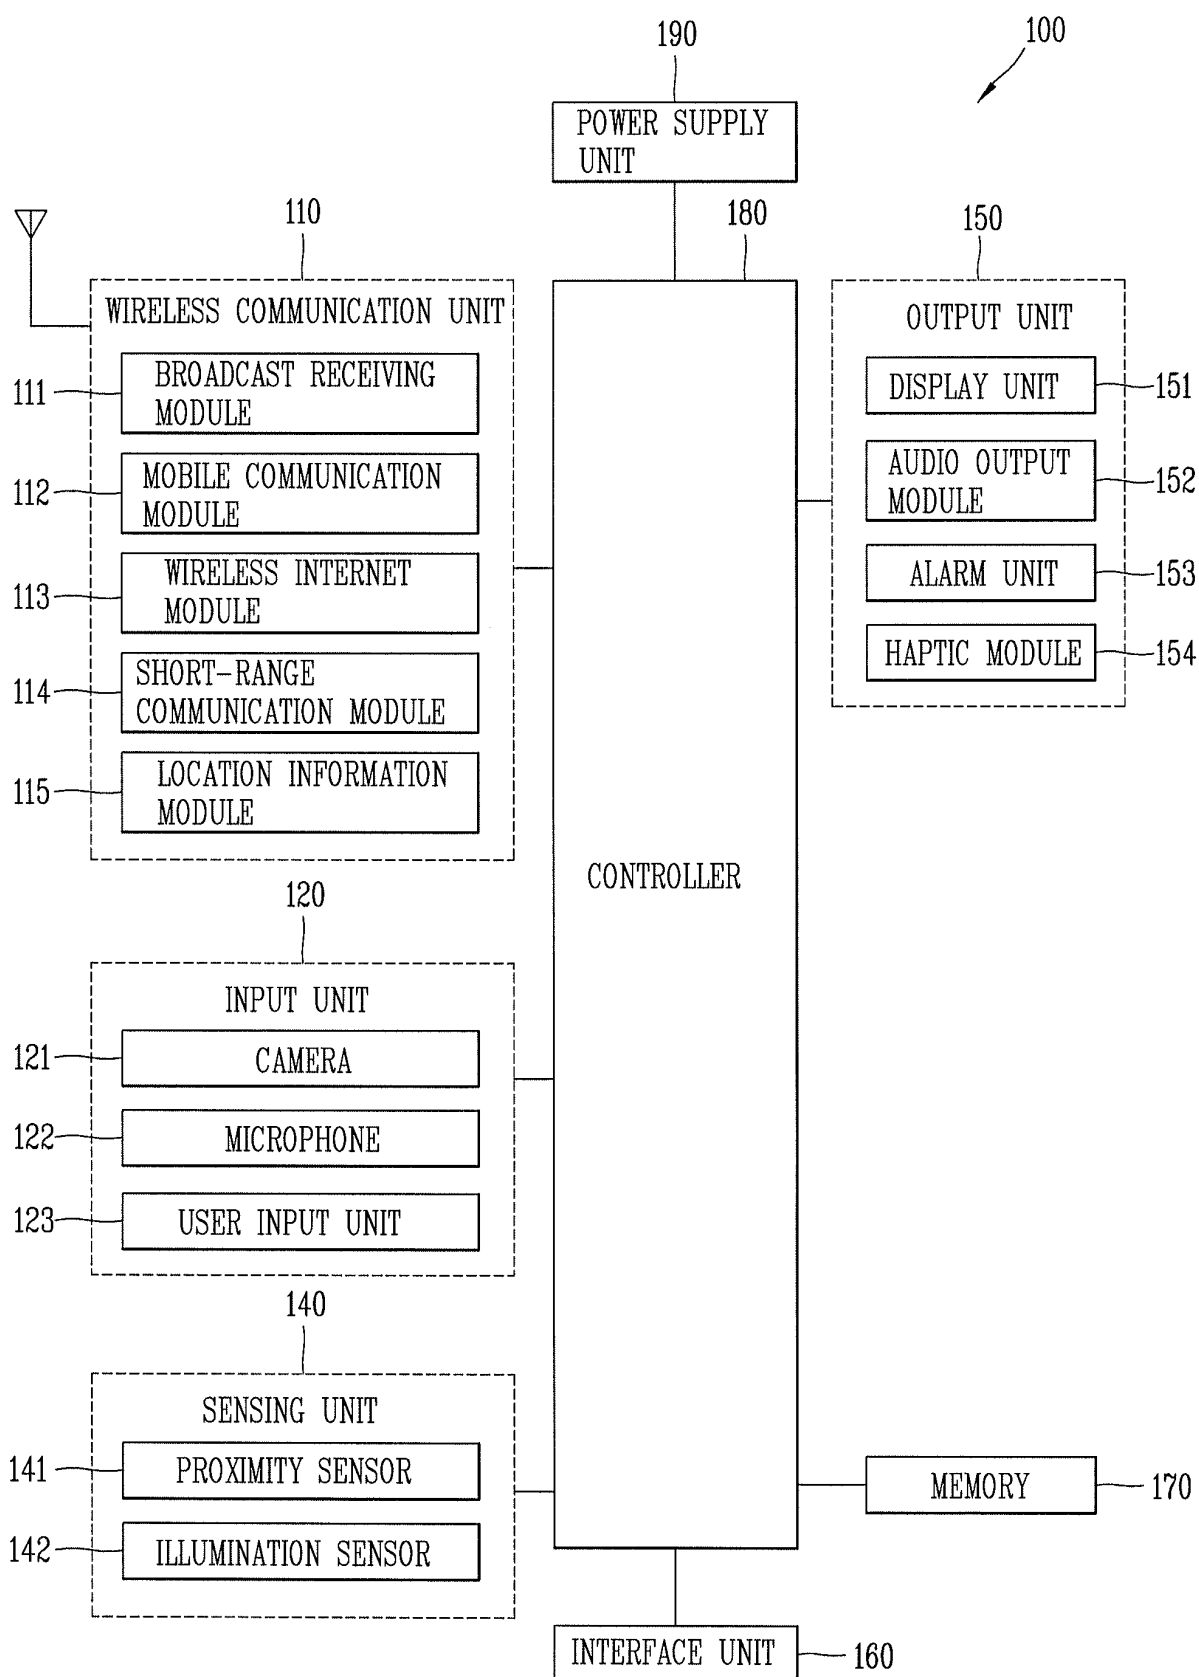 190
100
POWER SUPPLY
UNIT
110
180
150
WIRELESS COMMUNICATION UNIT
111
BROADCAST RECEIVING
MODULE
112
MOBILE COMMUNICATION
MODULE
113
WIRELESS INTERNET
MODULE
114
SHORT-RANGE
COMMUNICATION MODULE
115
LOCATION INFORMATION
MODULE
OUTPUT UNIT
DISPLAY UNIT
151
AUDIO OUTPUT
MODULE
152
ALARM UNIT
153
HAPTIC MODULE
154
CONTROLLER
120
INPUT UNIT
121
CAMERA
122
MICROPHONE
123
USER INPUT UNIT
140
SENSING UNIT
141
PROXIMITY SENSOR
142
ILLUMINATION SENSOR
MEMORY
170
INTERFACE UNIT
160